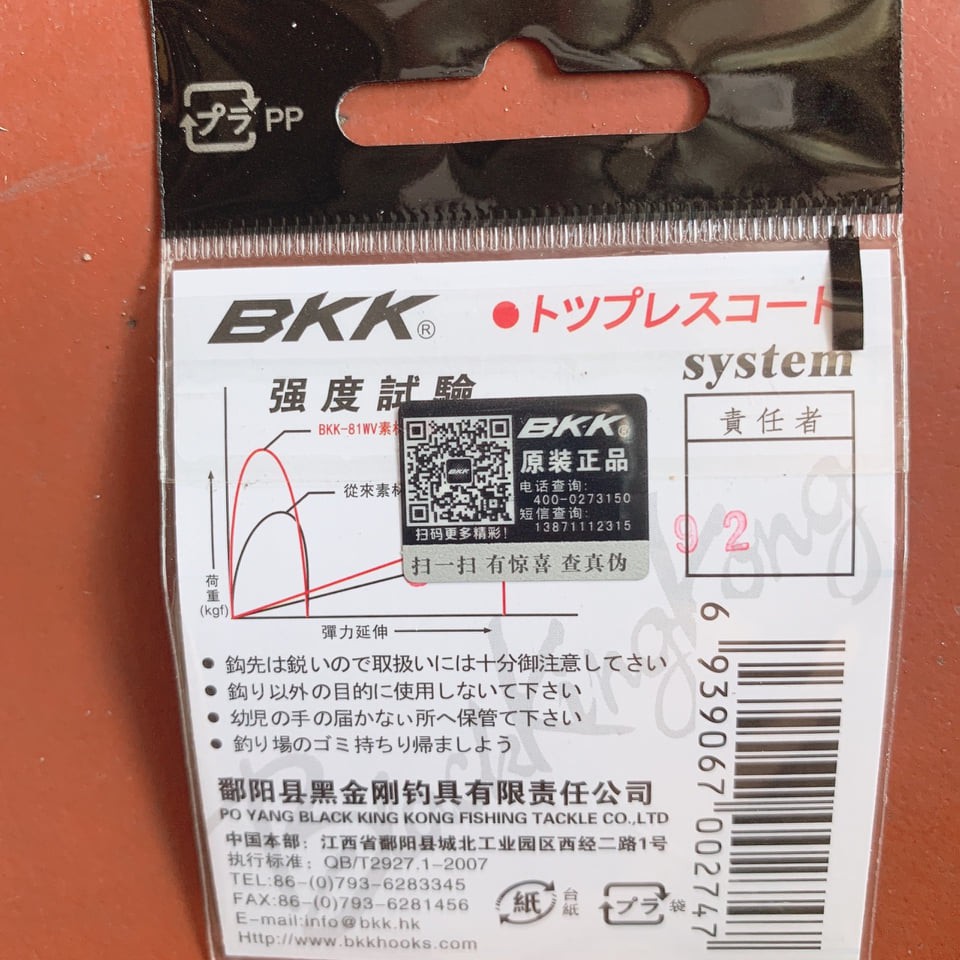 プラ PP
BKK® ●トツプレスコート
system
强度試驗
BKK-81WV素材
從來素材
荷重
(kgf)
彈力延伸
BKK®
原装正品
电话查询:
400-0273150
短信查询:
13871112315
BKK
扫码更多精彩!
扫一扫 有惊喜 查真伪
責任者
92
● 鈎先は鋭いので取扱いには十分御注意してさい
● 鈎り以外の目的に使用しないて下さい
● 幼児の手の届かなぃ所へ保管て下さい
● 釣り場のゴミ持ちり帰ましよう
Black King Kong
鄱阳县黑金刚钓具有限责任公司
PO YANG BLACK KING KONG FISHING TACKLE CO.,LTD
中国本部：江西省鄱阳县城北工业园区西经二路1号
执行标准：QB/T2927.1-2007
TEL:86-(0)793-6283345
FAX:86-(0)793-6281456
E-mail:info@bkk.hk
Http://www.bkkhooks.com
紙 台紙
プラ 袋
6 939067 002747